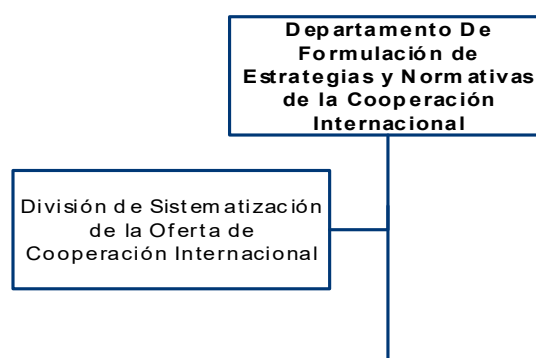 Departamento De
Formulación de
Estrategias y Normativas
de la Cooperación
Internacional
División de Sistematización
de la Oferta de
Cooperación Internacional